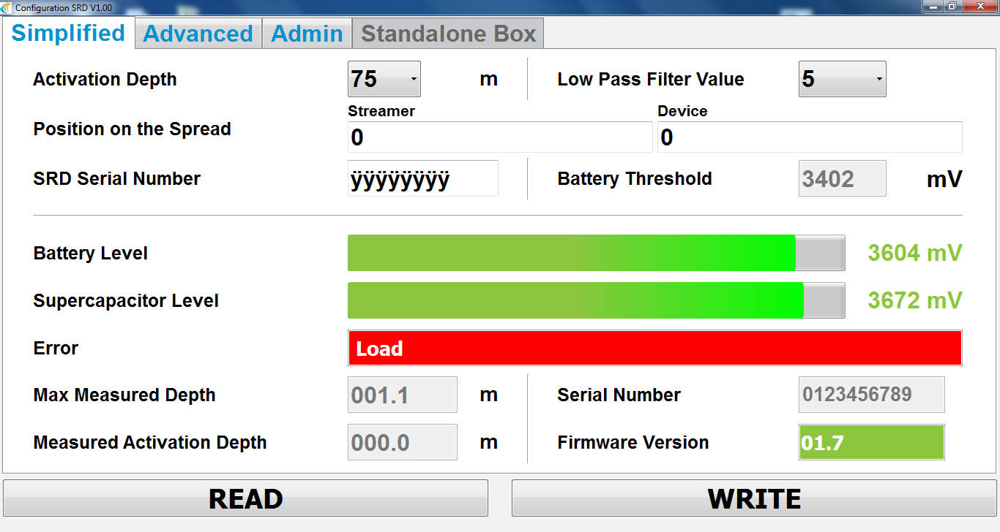 Configuration SRD V1.00
Simplified Advanced Admin Standalone Box
Activation Depth 75 m Low Pass Filter Value 5
Streamer Device
Position on the Spread 0 0
SRD Serial Number ÿÿÿÿÿÿÿÿ Battery Threshold 3402 mV
Battery Level 3604 mV
Supercapacitor Level 3672 mV
Error Load
Max Measured Depth 001.1 m Serial Number 0123456789
Measured Activation Depth 000.0 m Firmware Version 01.7
READ WRITE